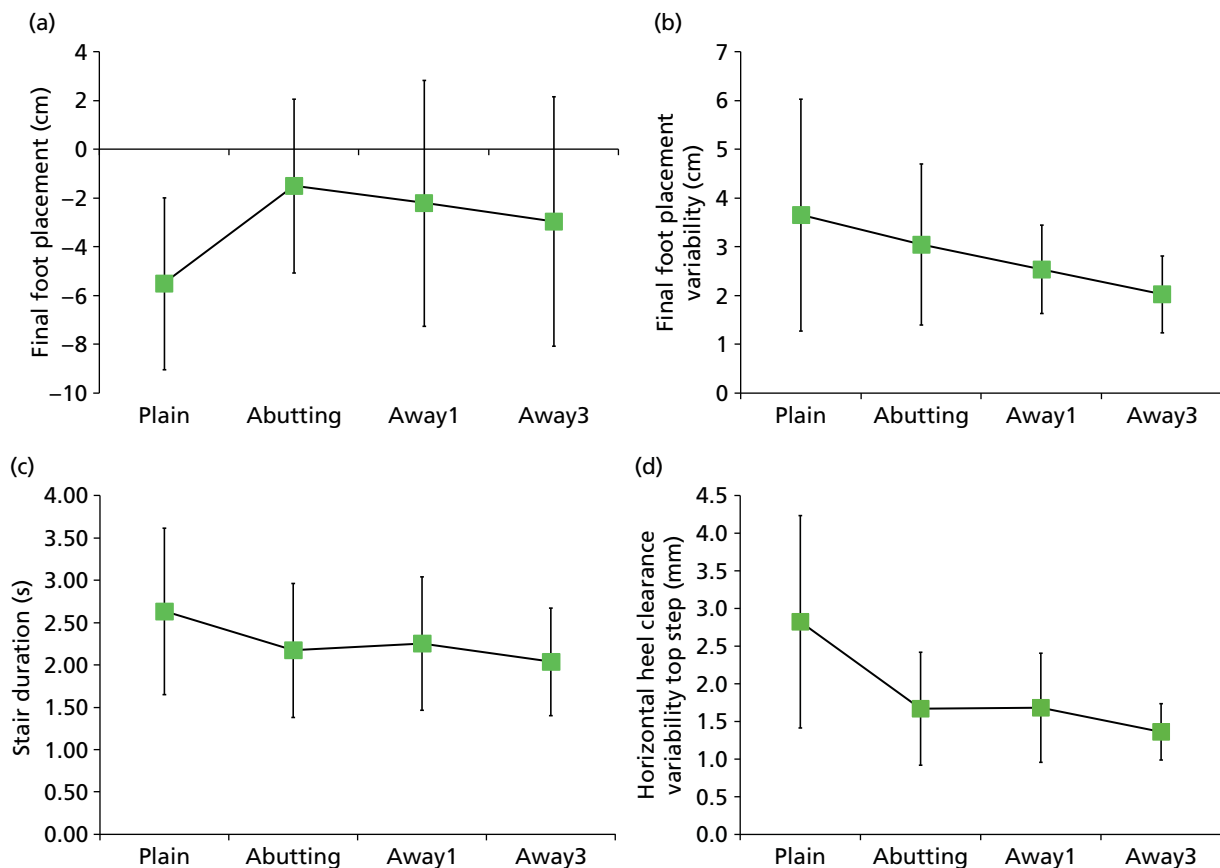 (a)
Final foot placement (cm)
4
2
0
−2
−4
−6
−8
−10
Plain
Abutting
Away1
Away3
(b)
Final foot placement
variability (cm)
7
6
5
4
3
2
1
0
Plain
Abutting
Away1
Away3
(c)
Stair duration (s)
4.00
3.50
3.00
2.50
2.00
1.50
1.00
0.50
0.00
Plain
Abutting
Away1
Away3
(d)
Horizontal heel clearance
variability top step (mm)
4.5
4.0
3.5
3.0
2.5
2.0
1.5
1.0
0.5
0.0
Plain
Abutting
Away1
Away3